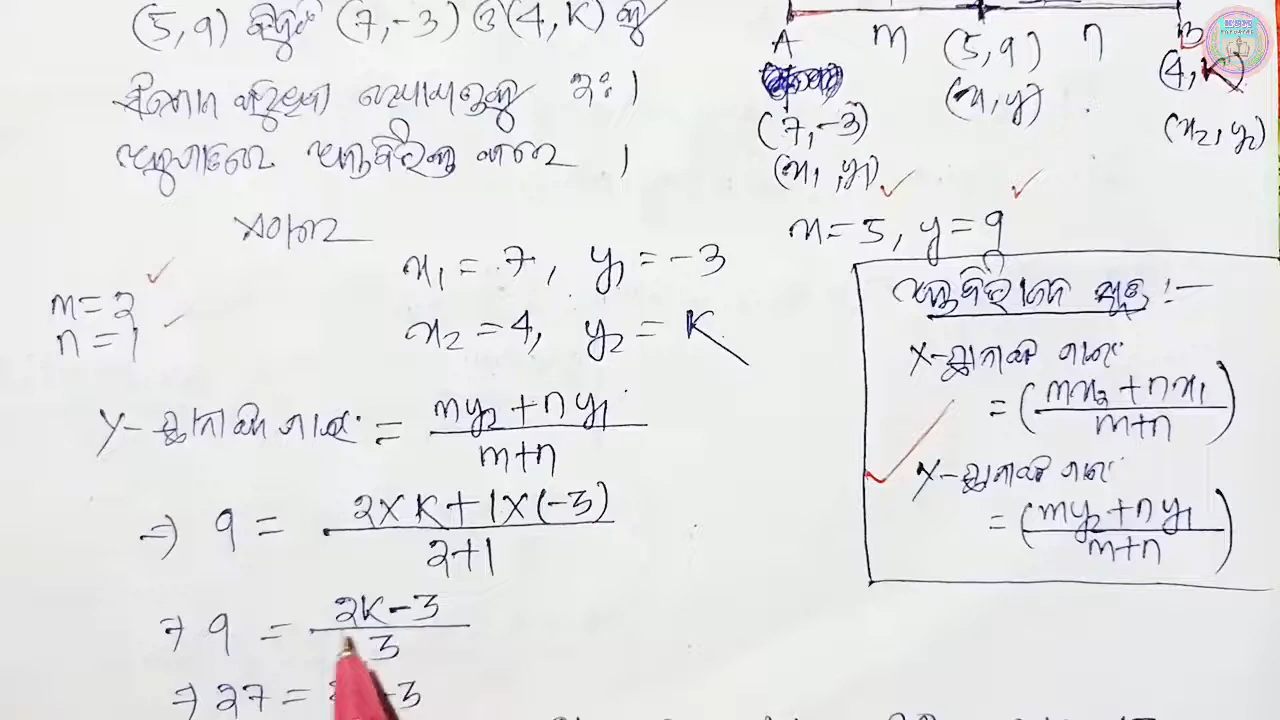 (5,9) ବିନ୍ଦୁଟି (7,-3) ଓ (4,K) କୁ
ସଂଯୋଗ କରୁଥିବା ରେଖାଖଣ୍ଡକୁ 2:1
ଅନୁପାତରେ ଅନ୍ତର୍ବିଭକ୍ତ କରେ ।
ଏଠାରେ
x₁ = 7, y₁ = -3
m=2
n=1
x₂ = 4, y₂ = K
Y-ସ୍ଥାନାଙ୍କ = my₂+ny₁ / m+n
⇒ 9 = 2×K+1×(-3) / 2+1
⇒ 9 = 2K-3 / 3
⇒ 27 = -3
A m (5,9) n B
(4,K)
(x,y)
(7,-3) (x₂,y₂)
(x₁,y₁)
x=5, y=9
ଅନ୍ତର୍ବିଭାଜନ ସୂତ୍ର :-
X-ସ୍ଥାନାଙ୍କ
= (mx₂+nx₁ / m+n)
X-ସ୍ଥାନାଙ୍କ
= (my₂+ny₁ / m+n)